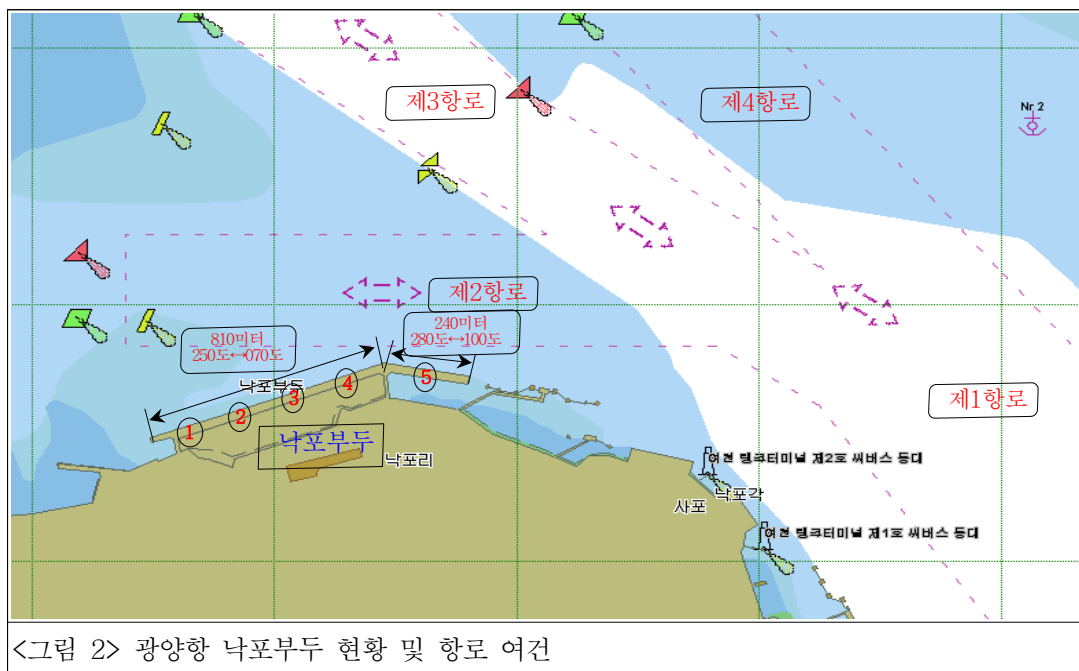 제3항로
제4항로
Nr 2
제2항로
810미터
250도↔070도
240미터
280도↔100도
낙포부두
1
2
3
4
5
낙포부두
낙포리
제1항로
여천 탱크터미널 제2호 씨버스 등대
낙포각
사포
여천 탱크터미널 제1호 씨버스 등대
<그림 2> 광양항 낙포부두 현황 및 항로 여건